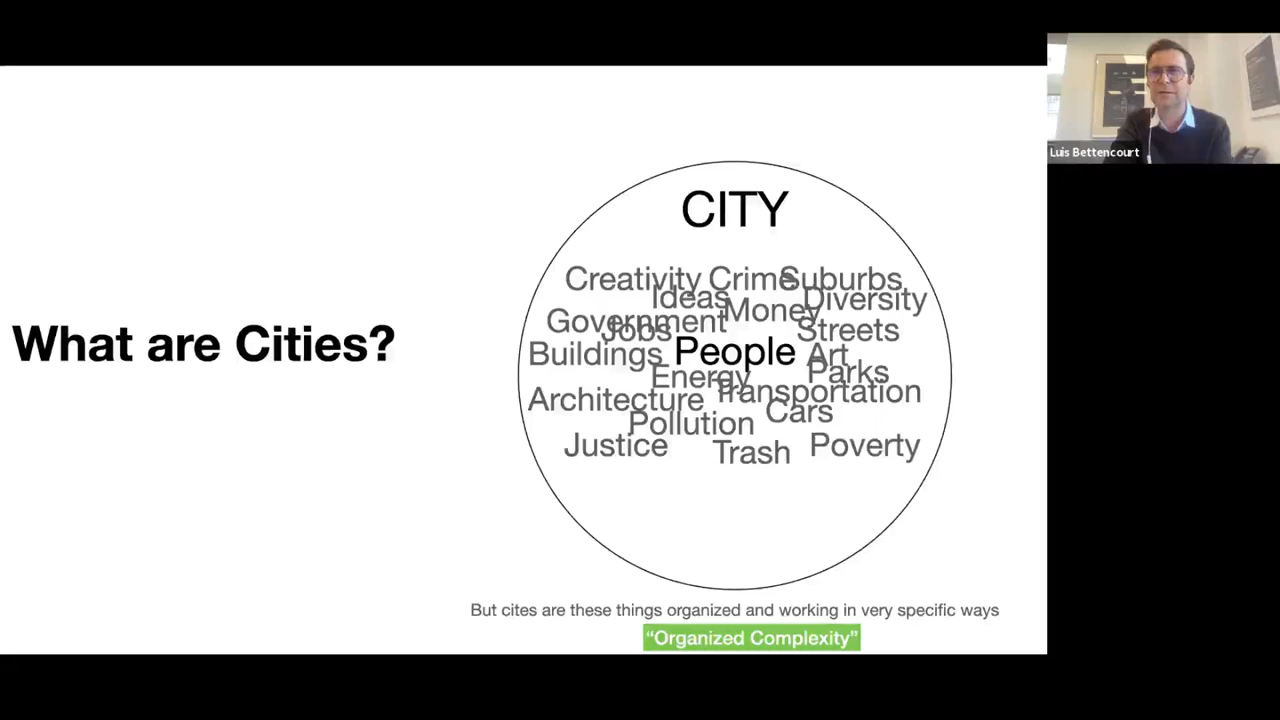 What are Cities?
CITY
Creativity Crime Suburbs
Ideas Money Diversity
Government Jobs Streets
Buildings People Art
Energy Parks
Architecture Transportation
Pollution Cars
Justice Trash Poverty
But cites are these things organized and working in very specific ways
“Organized Complexity”
Luis Bettencourt